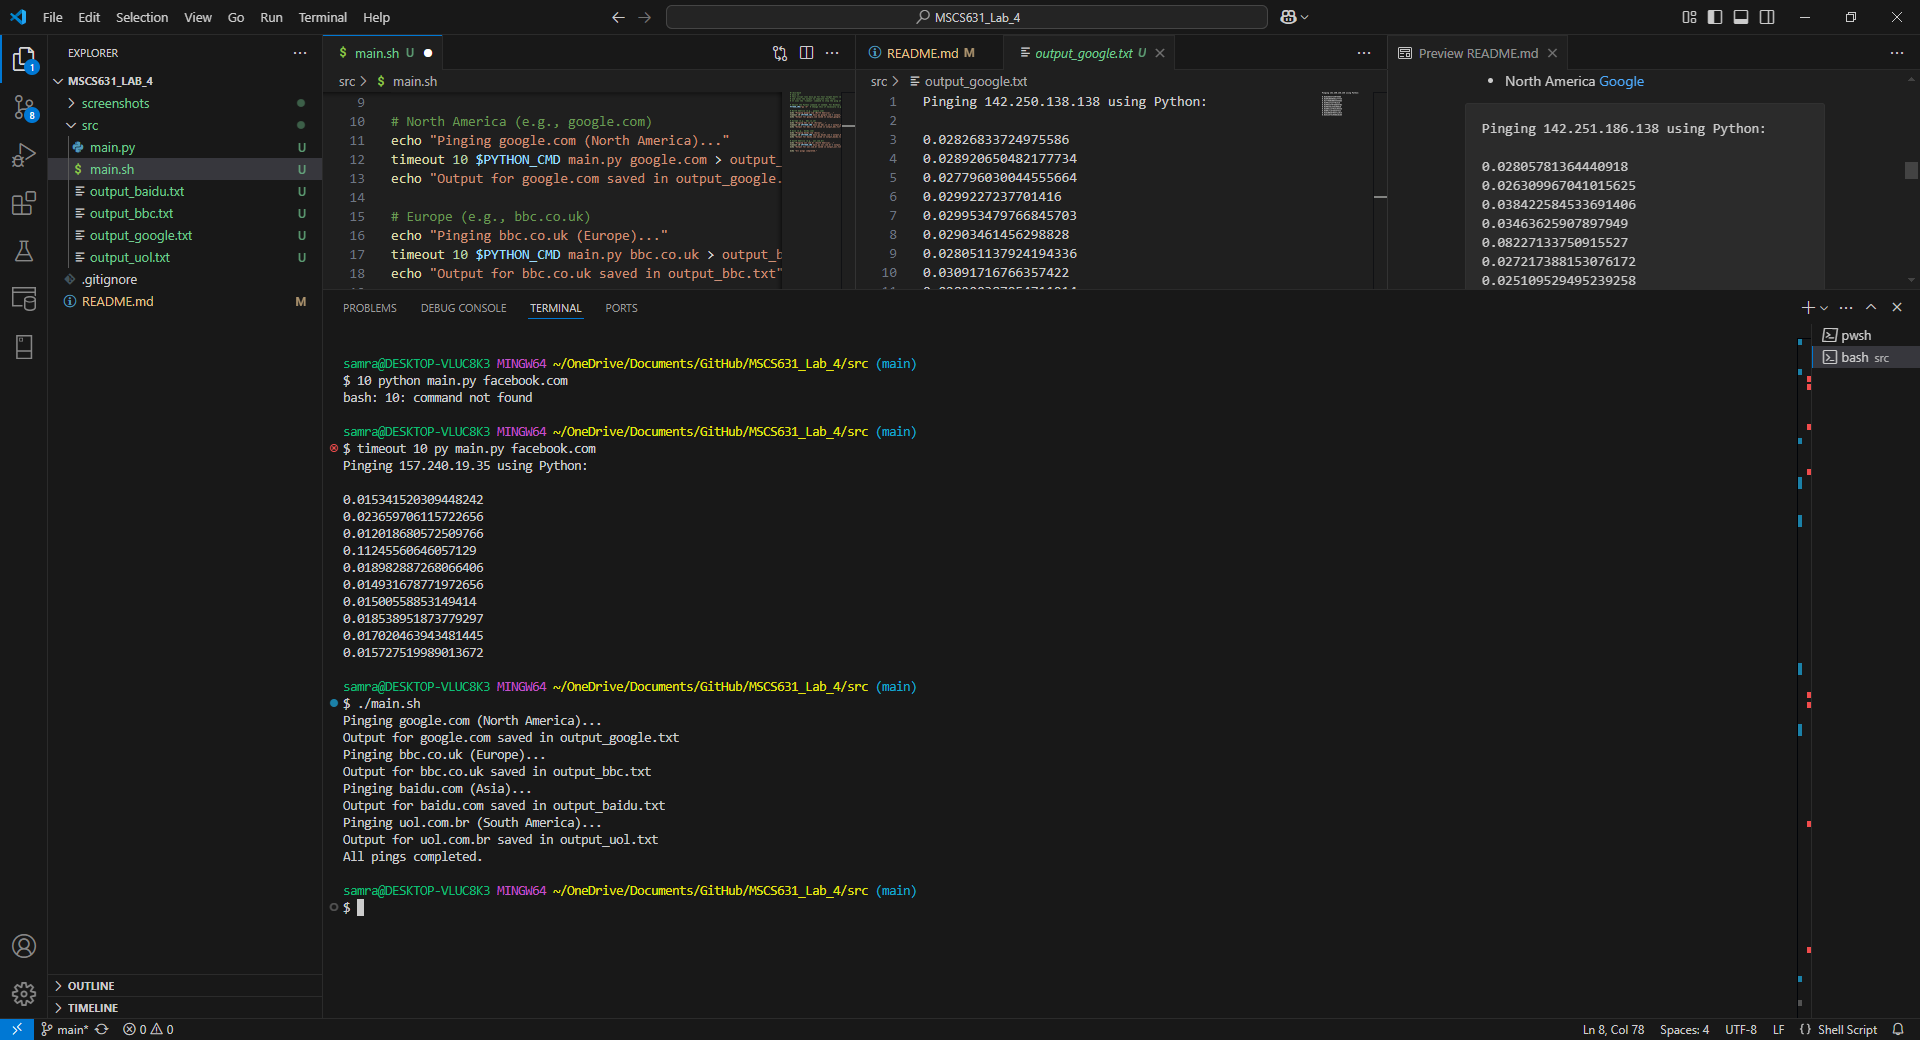 File Edit Selection View Go Run Terminal Help
MSCS631_Lab_4
EXPLORER
MSCS631_LAB_4
screenshots
src
main.py U
main.sh U
output_baidu.txt U
output_bbc.txt U
output_google.txt U
output_uol.txt U
.gitignore
README.md M
OUTLINE
TIMELINE
1
8
main.sh U
src > $ main.sh
9
10 # North America (e.g., google.com)
11 echo "Pinging google.com (North America)..."
12 timeout 10 $PYTHON_CMD main.py google.com > output_
13 echo "Output for google.com saved in output_google.
14
15 # Europe (e.g., bbc.co.uk)
16 echo "Pinging bbc.co.uk (Europe)..."
17 timeout 10 $PYTHON_CMD main.py bbc.co.uk > output_b
18 echo "Output for bbc.co.uk saved in output_bbc.txt"
README.md M
output_google.txt U
src > output_google.txt
1 Pinging 142.250.138.138 using Python:
2
3 0.02826833724975586
4 0.028920650482177734
5 0.027796030044555664
6 0.0299227237701416
7 0.029953479766845703
8 0.02903461456298828
9 0.028051137924194336
10 0.03091716766357422
Preview README.md
North America Google
Pinging 142.251.186.138 using Python:
0.02805781364440918
0.026309967041015625
0.038422584533691406
0.03463625907897949
0.08227133750915527
0.027217388153076172
0.025109529495239258
PROBLEMS DEBUG CONSOLE TERMINAL PORTS
pwsh
bash src
samra@DESKTOP-VLUC8K3 MINGW64 ~/OneDrive/Documents/GitHub/MSCS631_Lab_4/src (main)
$ 10 python main.py facebook.com
bash: 10: command not found
samra@DESKTOP-VLUC8K3 MINGW64 ~/OneDrive/Documents/GitHub/MSCS631_Lab_4/src (main)
$ timeout 10 py main.py facebook.com
Pinging 157.240.19.35 using Python:
0.015341520309448242
0.023659706115722656
0.012018680572509766
0.11245560646057129
0.018982887268066406
0.014931678771972656
0.01500558853149414
0.018538951873779297
0.017020463943481445
0.015727519989013672
samra@DESKTOP-VLUC8K3 MINGW64 ~/OneDrive/Documents/GitHub/MSCS631_Lab_4/src (main)
$ ./main.sh
Pinging google.com (North America)...
Output for google.com saved in output_google.txt
Pinging bbc.co.uk (Europe)...
Output for bbc.co.uk saved in output_bbc.txt
Pinging baidu.com (Asia)...
Output for baidu.com saved in output_baidu.txt
Pinging uol.com.br (South America)...
Output for uol.com.br saved in output_uol.txt
All pings completed.
samra@DESKTOP-VLUC8K3 MINGW64 ~/OneDrive/Documents/GitHub/MSCS631_Lab_4/src (main)
$
main* 0 0
Ln 8, Col 78 Spaces: 4 UTF-8 LF {} Shell Script